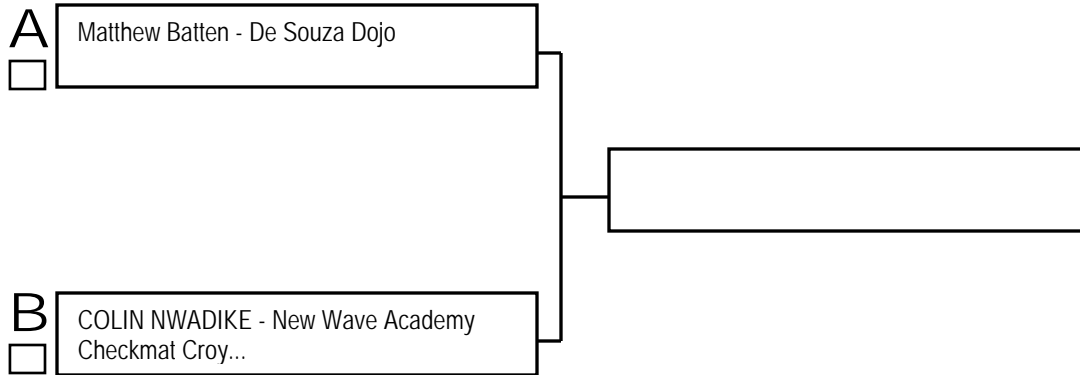 A
Matthew Batten - De Souza Dojo
B
COLIN NWADIKE - New Wave Academy
Checkmat Croy...